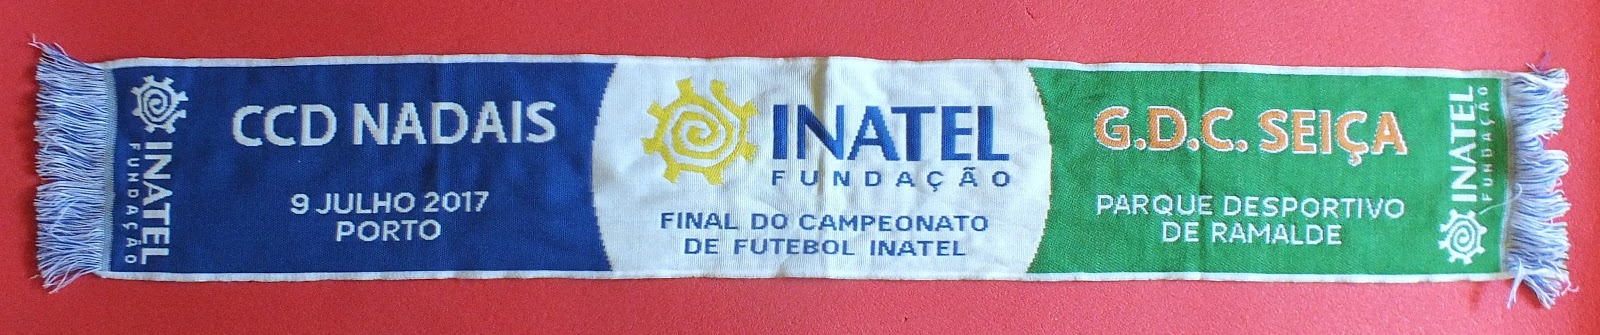 INATEL
FUNDAÇÃO
CCD NADAIS
9 JULHO 2017
PORTO
INATEL
FUNDAÇÃO
FINAL DO CAMPEONATO
DE FUTEBOL INATEL
G.D.C. SEIÇA
PARQUE DESPORTIVO
DE RAMALDE
INATEL
FUNDAÇÃO